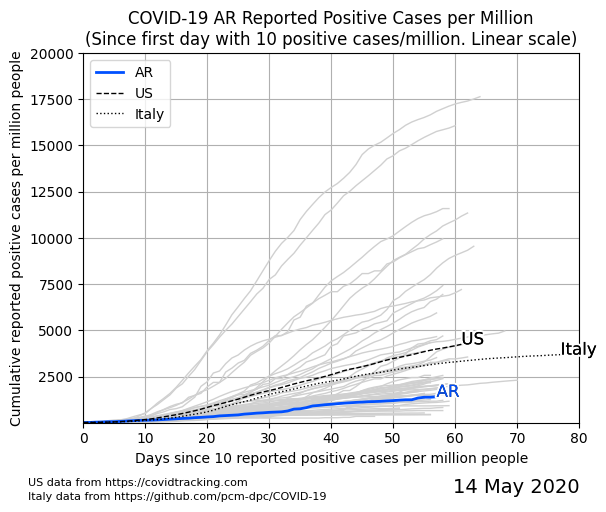 COVID-19 AR Reported Positive Cases per Million
(Since first day with 10 positive cases/million. Linear scale)
Cumulative reported positive cases per million people
20000
17500
15000
12500
10000
7500
5000
2500
AR
US
Italy
US
Italy
AR
0 10 20 30 40 50 60 70 80
Days since 10 reported positive cases per million people
US data from https://covidtracking.com
Italy data from https://github.com/pcm-dpc/COVID-19
14 May 2020